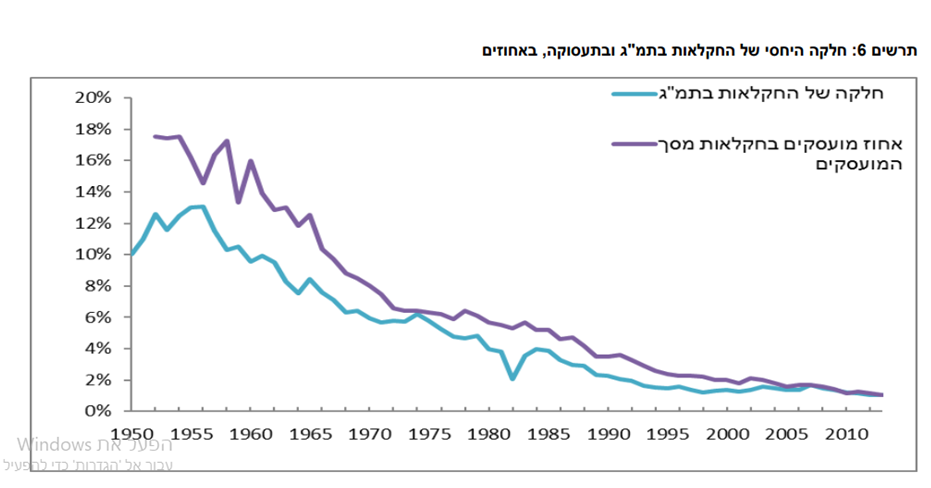 תרשים 6: חלקה היחסי של החקלאות בתמ"ג ובתעסוקה, באחוזים
חלקה של החקלאות בתמ"ג
אחוז מועסקים בחקלאות מסך
המועסקים
20%
18%
16%
14%
12%
10%
8%
6%
4%
2%
0%
1950 1955 1960 1965 1970 1975 1980 1985 1990 1995 2000 2005 2010
הפעל את Windows
עבור אל 'הגדרות' כדי להפעיל